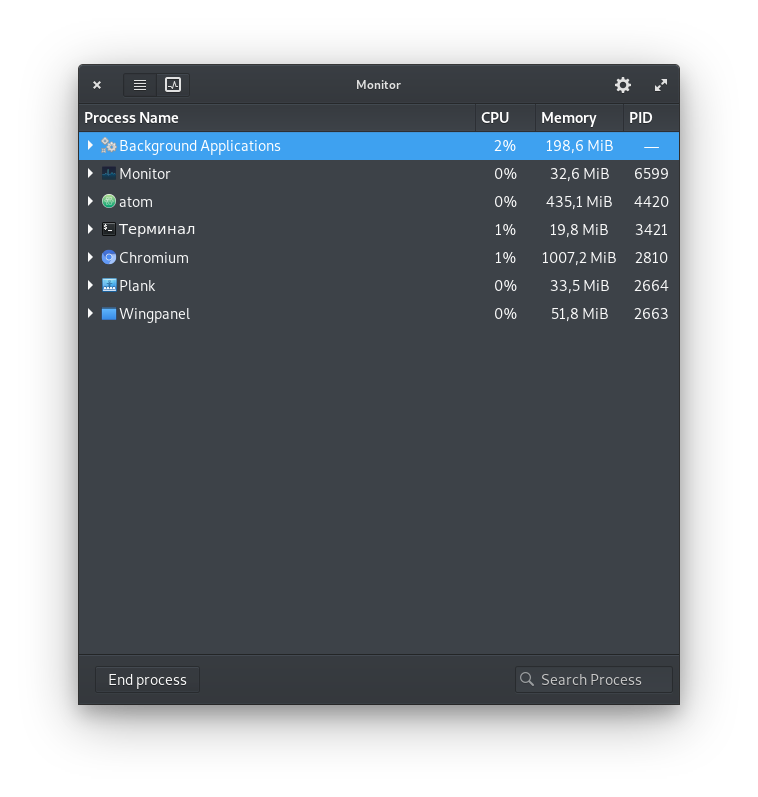 Monitor
Process Name CPU Memory PID
Background Applications 2% 198,6 MiB —
Monitor 0% 32,6 MiB 6599
atom 0% 435,1 MiB 4420
Терминал 1% 19,8 MiB 3421
Chromium 1% 1007,2 MiB 2810
Plank 0% 33,5 MiB 2664
Wingpanel 0% 51,8 MiB 2663
End process Search Process